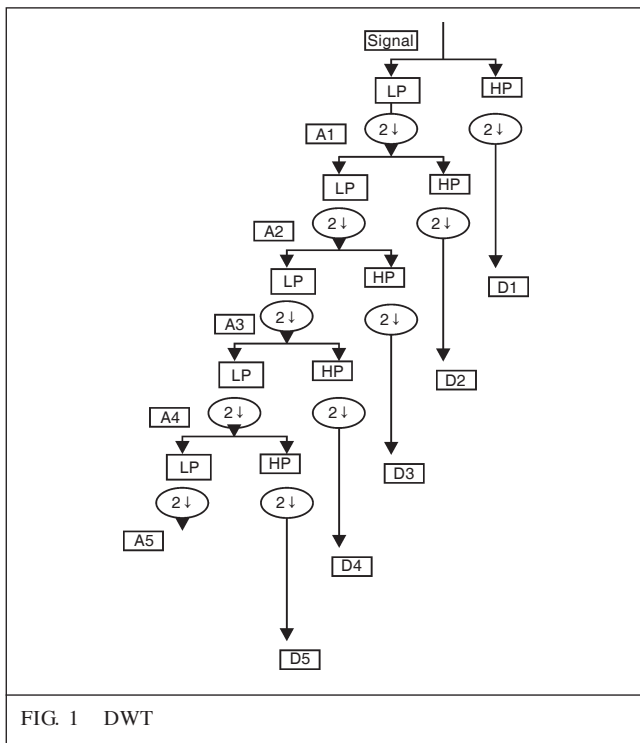 Signal
LP
HP
A1
2↓
2↓
LP
HP
A2
2↓
2↓
LP
HP
D1
A3
2↓
2↓
LP
HP
D2
A4
2↓
2↓
LP
HP
D3
2↓
2↓
A5
D4
D5
FIG. 1 DWT